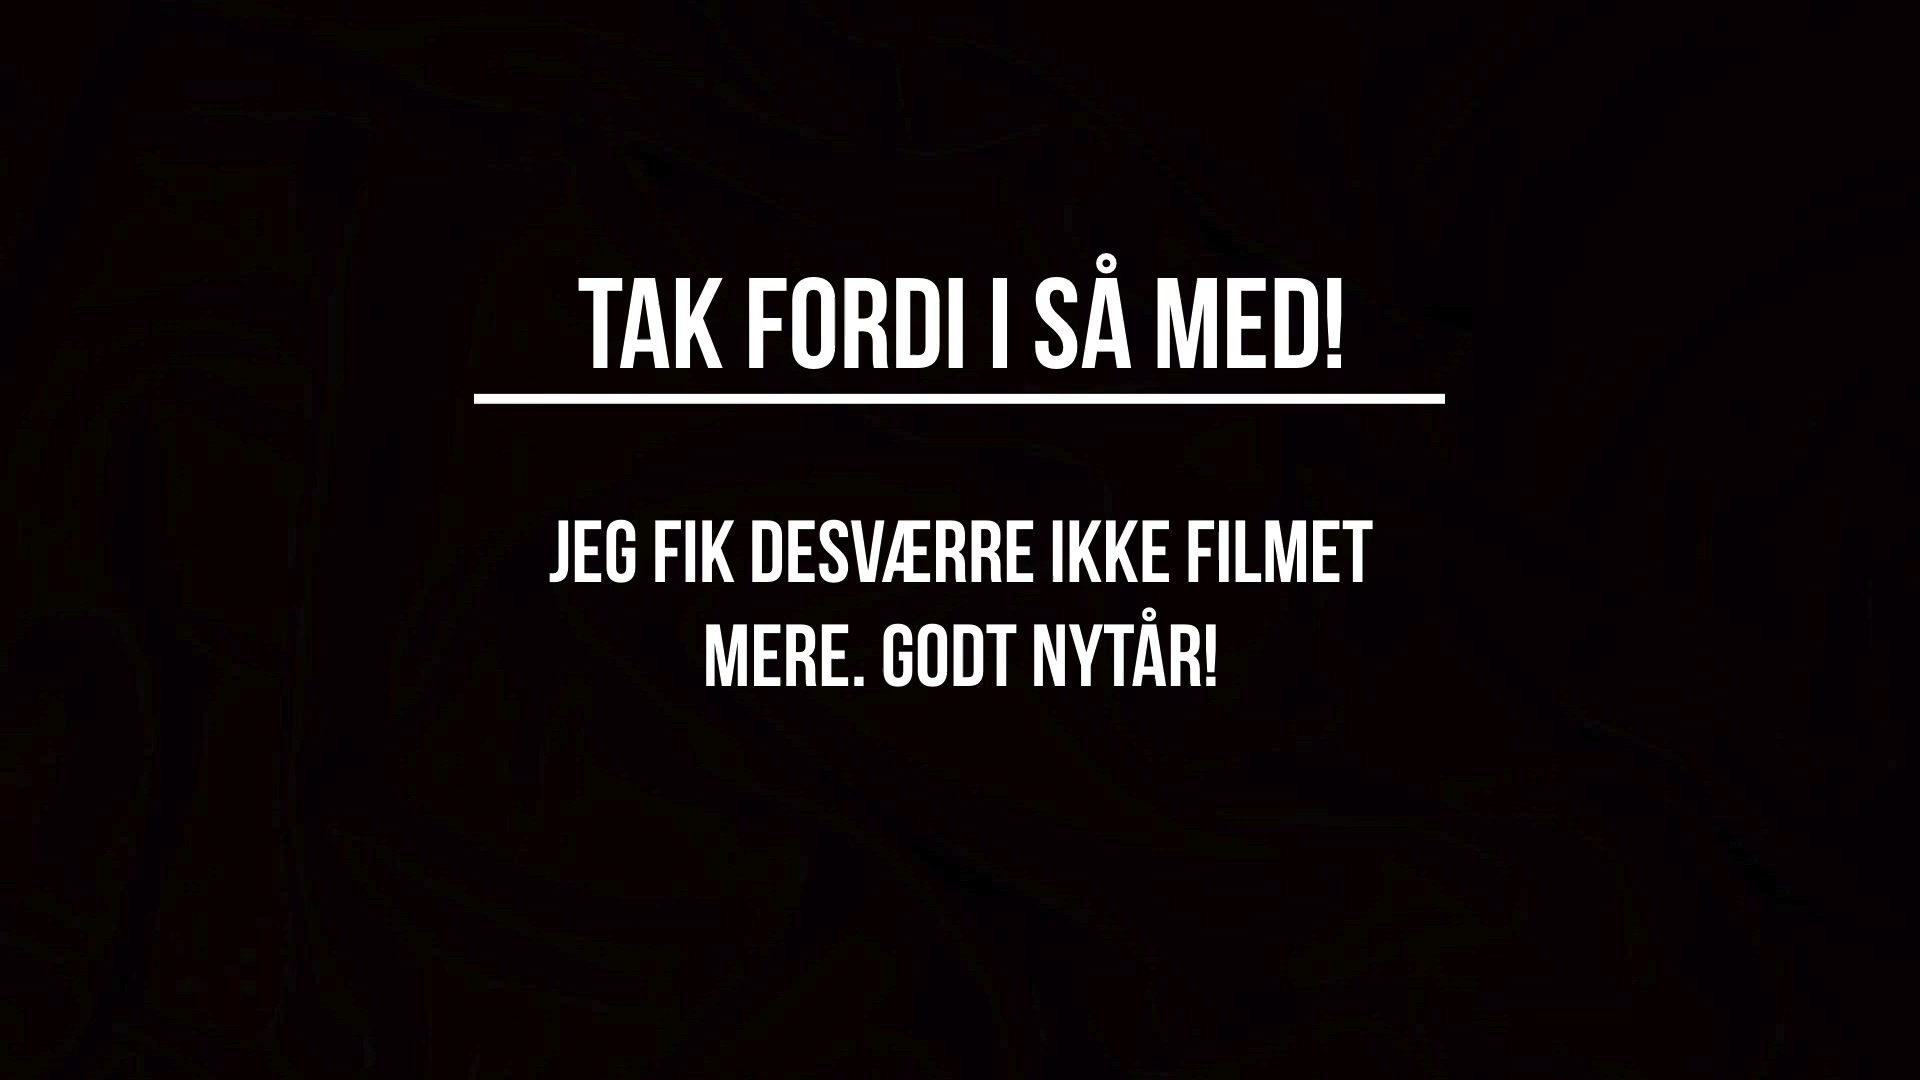 TAK FORDI I SÅ MED!
JEG FIK DESVÆRRE IKKE FILMET
MERE. GODT NYTÅR!